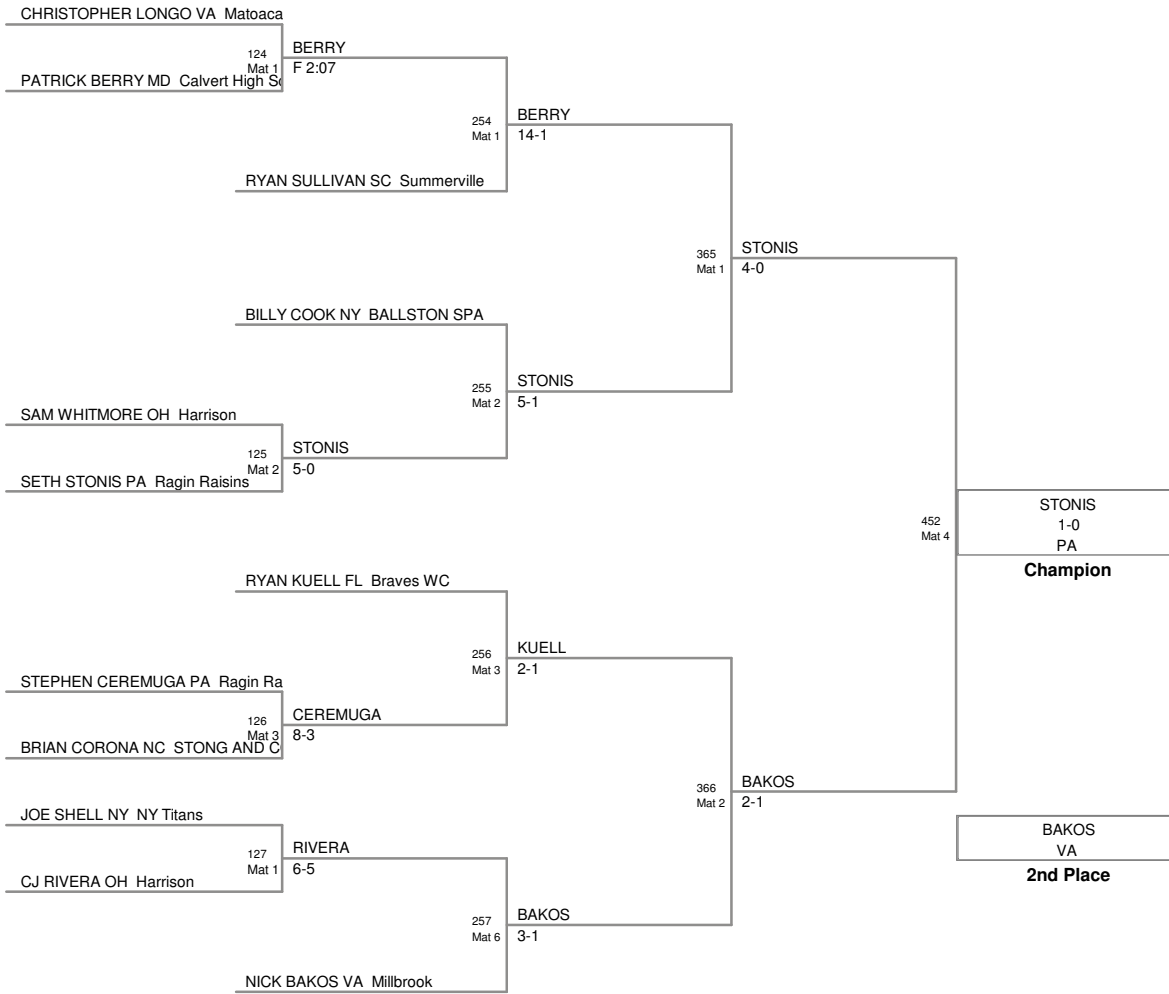 CHRISTOPHER LONGO VA Matoaca
124
Mat 1
BERRY
F 2:07
PATRICK BERRY MD Calvert High Sc
254
Mat 1
BERRY
14-1
RYAN SULLIVAN SC Summerville
365
Mat 1
STONIS
4-0
BILLY COOK NY BALLSTON SPA
255
Mat 2
STONIS
5-1
SAM WHITMORE OH Harrison
125
Mat 2
STONIS
5-0
SETH STONIS PA Ragin Raisins
452
Mat 4
STONIS
1-0
PA
Champion
RYAN KUELL FL Braves WC
256
Mat 3
KUELL
2-1
STEPHEN CEREMUGA PA Ragin Ra
126
Mat 3
CEREMUGA
8-3
BRIAN CORONA NC STONG AND C
366
Mat 2
BAKOS
2-1
JOE SHELL NY NY Titans
127
Mat 1
RIVERA
6-5
CJ RIVERA OH Harrison
BAKOS
VA
2nd Place
257
Mat 6
BAKOS
3-1
NICK BAKOS VA Millbrook